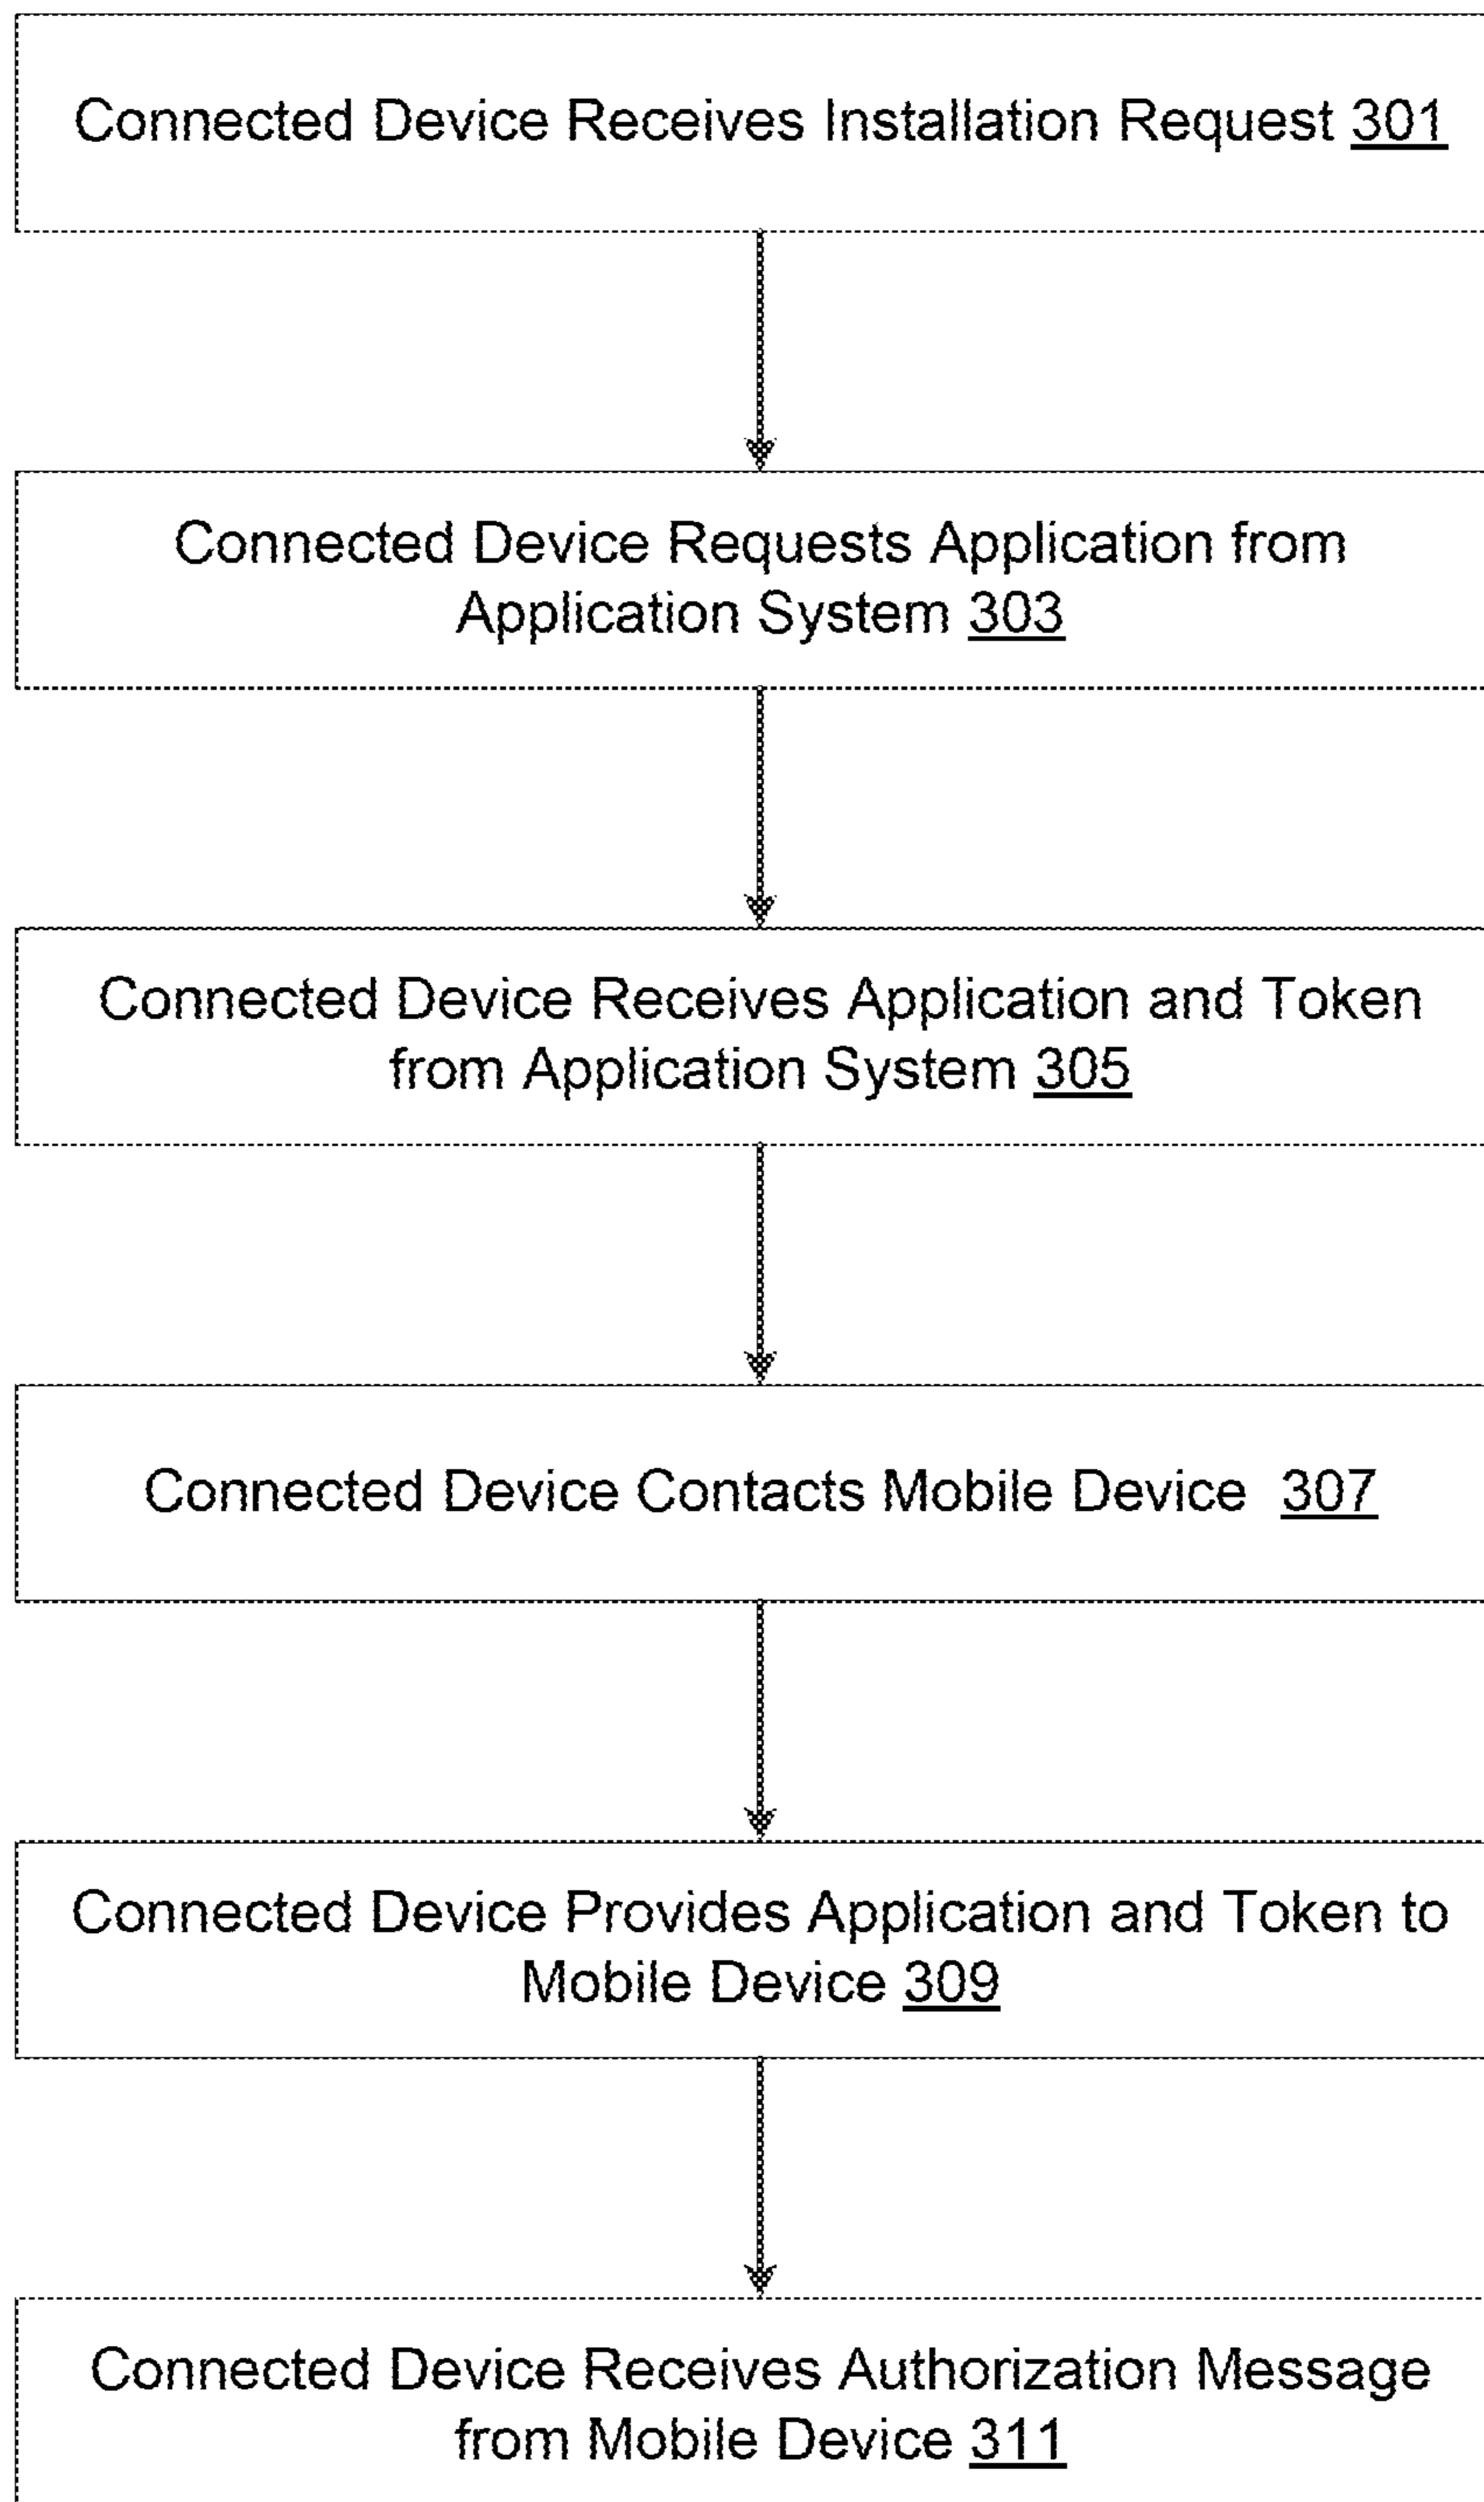 Connected Device Receives Installation Request 301
Connected Device Requests Application from
Application System 303
Connected Device Receives Application and Token
from Application System 305
Connected Device Contacts Mobile Device 307
Connected Device Provides Application and Token to
Mobile Device 309
Connected Device Receives Authorization Message
from Mobile Device 311